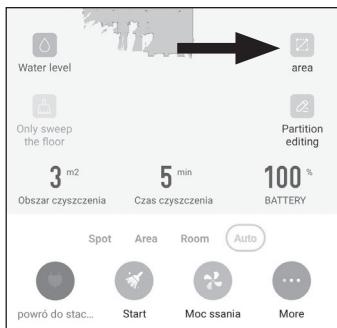 Water level
area
Only sweep
the floor
Partition
editing
3 m2
5 min
100 %
Obszar czyszczenia
Czas czyszczenia
BATTERY
Spot
Area
Room
Auto
powró do stac...
Start
Moc ssania
More